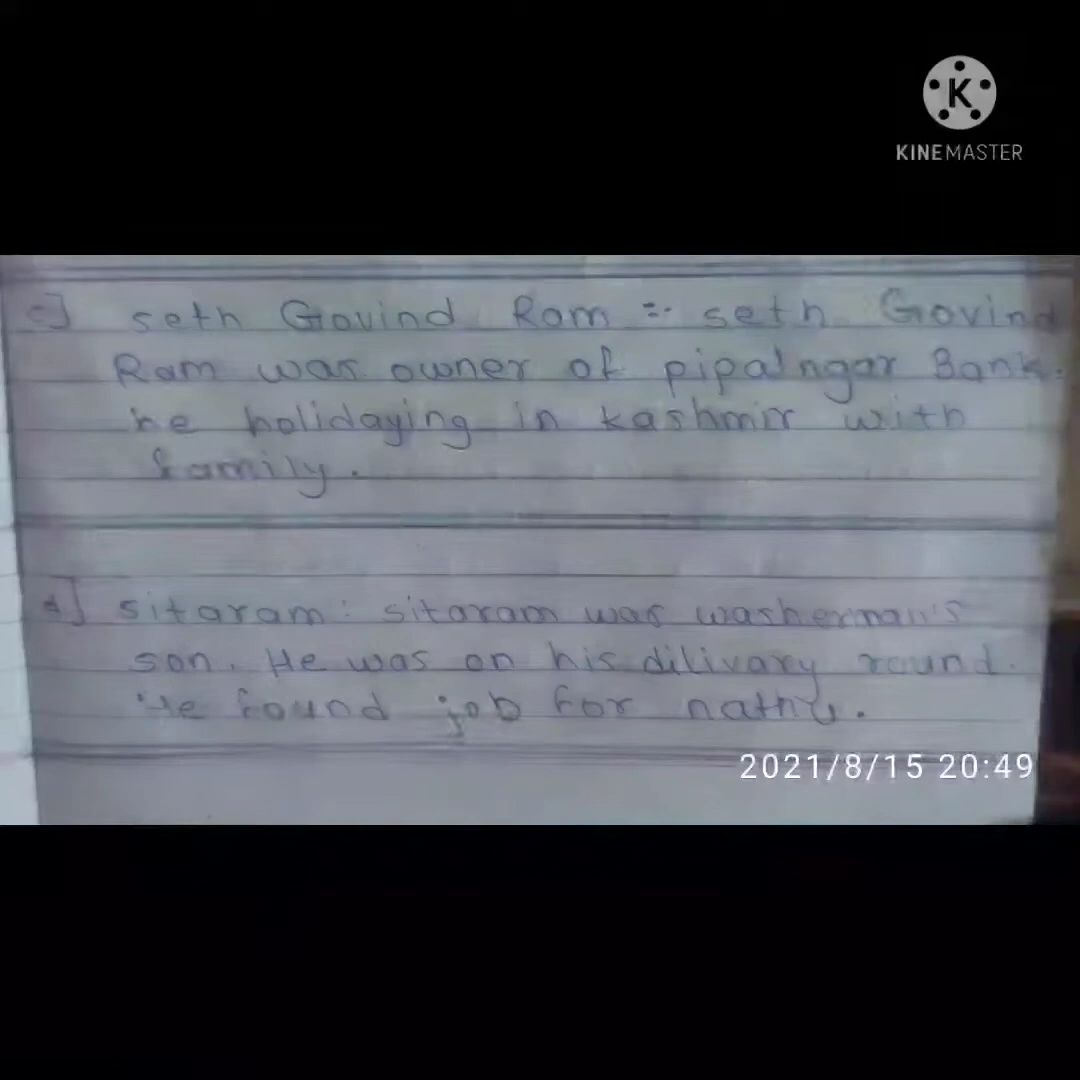 K
KINEMASTER
c] seth Govind Ram :- seth Govind
Ram was owner of pipalngar Bank.
he holidaying in kashmir with
family.
d] sitaram : sitaram was washerman's
son. He was on his dilivary round.
He found job for nathu.
2021/8/15 20:49